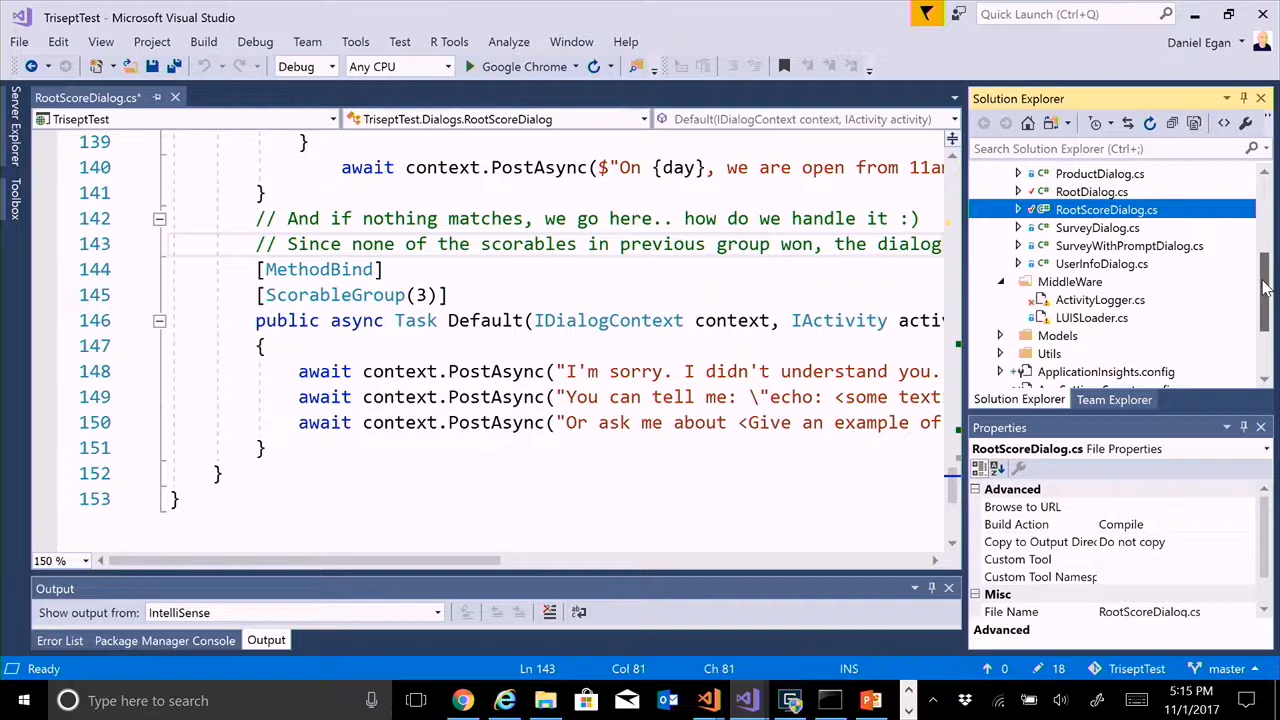 TriseptTest - Microsoft Visual Studio
Quick Launch (Ctrl+Q)
File Edit View Project Build Debug Team Tools Test R Tools Analyze Window Help
Daniel Egan
Debug Any CPU Google Chrome
Server Explorer
Toolbox
RootScoreDialog.cs*
TriseptTest TriseptTest.Dialogs.RootScoreDialog Default(IDialogContext context, IActivity activity)
139 }
140 await context.PostAsync($"On {day}, we are open from 11am
141 }
142 // And if nothing matches, we go here.. how do we handle it :)
143 // Since none of the scorables in previous group won, the dialog
144 [MethodBind]
145 [ScorableGroup(3)]
146 public async Task Default(IDialogContext context, IActivity activ
147 {
148 await context.PostAsync("I'm sorry. I didn't understand you.
149 await context.PostAsync("You can tell me: \"echo: <some text
150 await context.PostAsync("Or ask me about <Give an example of
151 }
152 }
153 }
150 %
Output
Show output from: IntelliSense
Error List Package Manager Console Output
Solution Explorer
Search Solution Explorer (Ctrl+;)
C# ProductDialog.cs
C# RootDialog.cs
RootScoreDialog.cs
C# SurveyDialog.cs
C# SurveyWithPromptDialog.cs
C# UserInfoDialog.cs
MiddleWare
ActivityLogger.cs
LUISLoader.cs
Models
Utils
ApplicationInsights.config
Solution Explorer Team Explorer
Properties
RootScoreDialog.cs File Properties
Advanced
Browse to URL
Build Action Compile
Copy to Output Direc Do not copy
Custom Tool
Custom Tool Namesp
Misc
File Name RootScoreDialog.cs
Advanced
Ready Ln 143 Col 81 Ch 81 INS 0 18 TriseptTest master
Type here to search
5:15 PM
11/1/2017